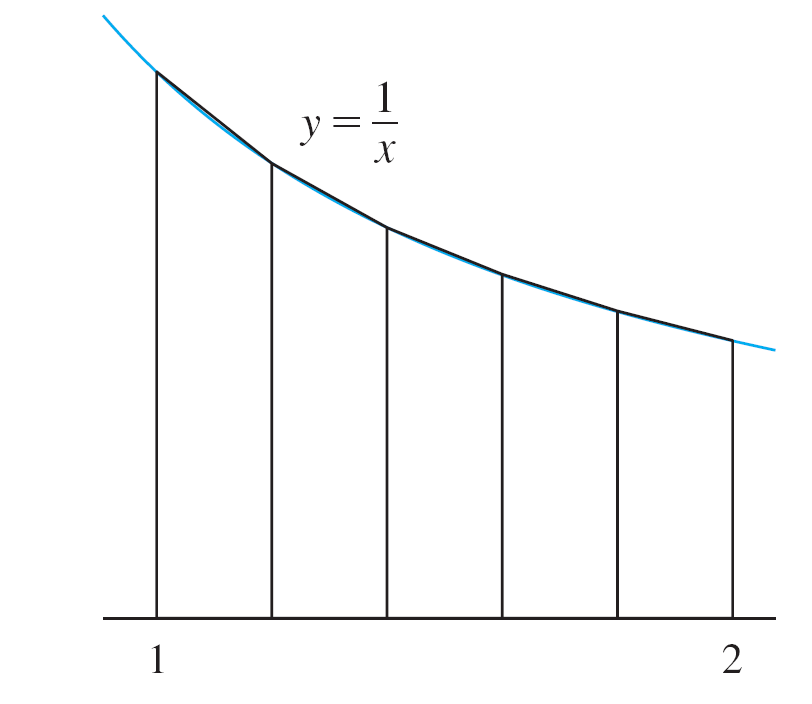 y = 1/x
1 2